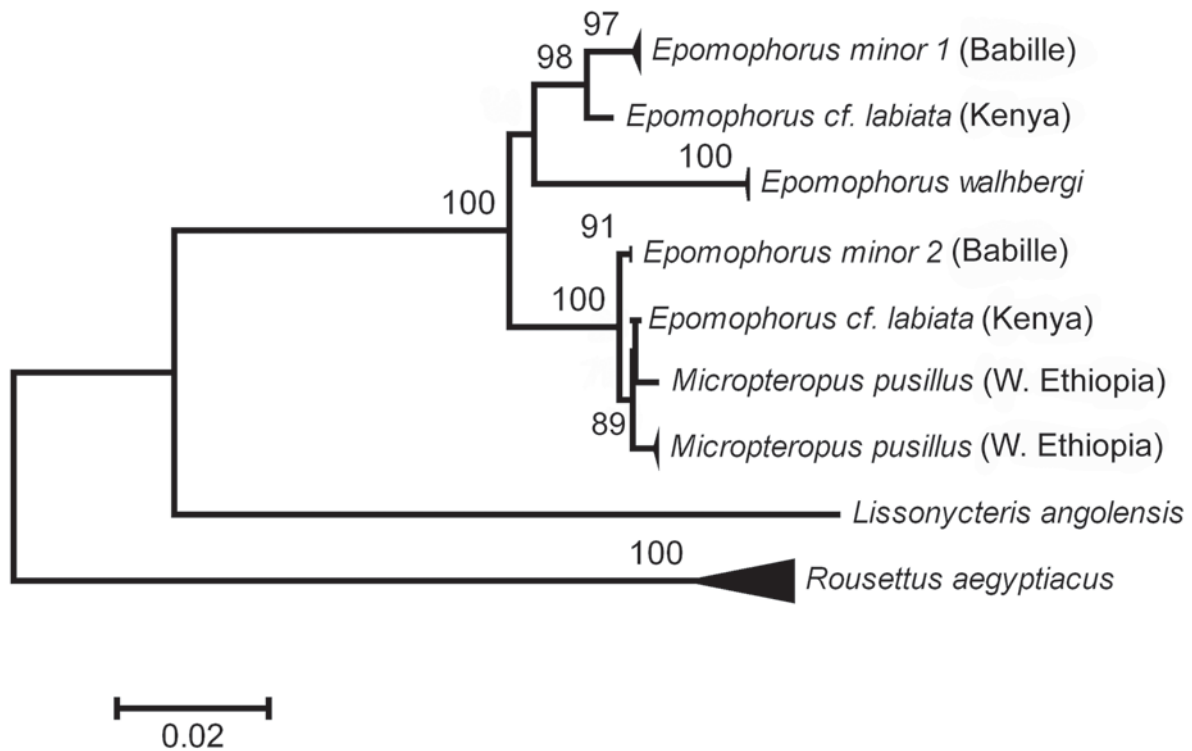 97
98
Epomophorus minor 1 (Babille)
Epomophorus cf. labiata (Kenya)
100
Epomophorus walhbergi
100
91
Epomophorus minor 2 (Babille)
100
Epomophorus cf. labiata (Kenya)
Micropteropus pusillus (W. Ethiopia)
89
Micropteropus pusillus (W. Ethiopia)
Lissonycteris angolensis
100
Rousettus aegyptiacus
0.02